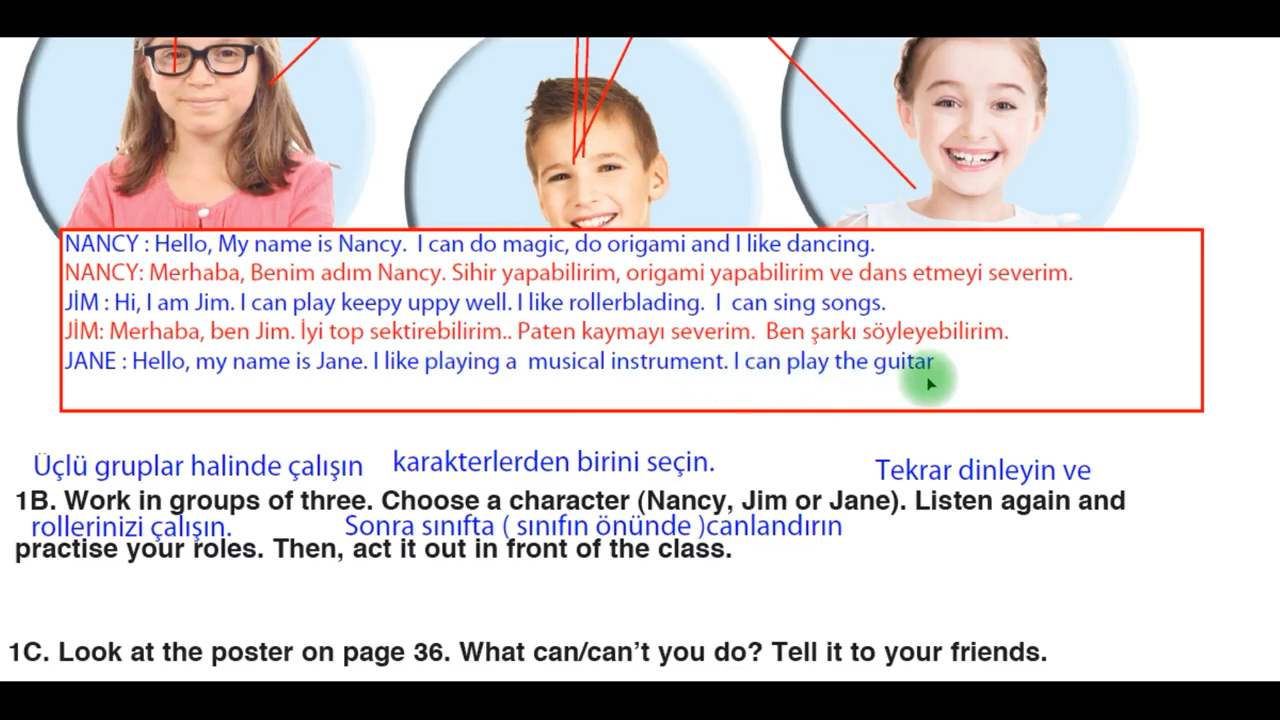 NANCY : Hello, My name is Nancy. I can do magic, do origami and I like dancing.
NANCY: Merhaba, Benim adım Nancy. Sihir yapabilirim, origami yapabilirim ve dans etmeyi severim.
JİM : Hi, I am Jim. I can play keepy uppy well. I like rollerblading. I can sing songs.
JİM: Merhaba, ben Jim. İyi top sektirebilirim.. Paten kaymayı severim. Ben şarkı söyleyebilirim.
JANE : Hello, my name is Jane. I like playing a musical instrument. I can play the guitar
Üçlü gruplar halinde çalışın karakterlerden birini seçin. Tekrar dinleyin ve
1B. Work in groups of three. Choose a character (Nancy, Jim or Jane). Listen again and
rollerinizi çalışın. Sonra sınıfta ( sınıfın önünde )canlandırın
practise your roles. Then, act it out in front of the class.
1C. Look at the poster on page 36. What can/can't you do? Tell it to your friends.